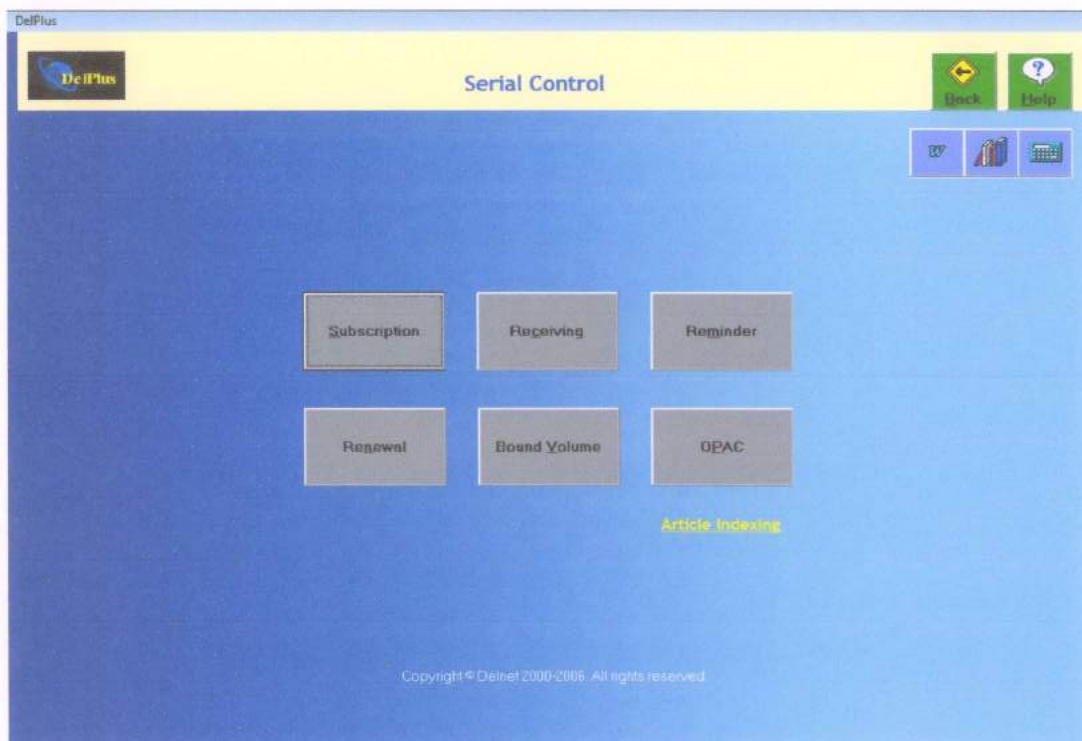 DelPlus
DelPlus
Serial Control
Back
Help
W
Subscription
Receiving
Reminder
Renewal
Bound Volume
OPAC
Article Indexing
Copyright © Delnet 2000-2006. All rights reserved.